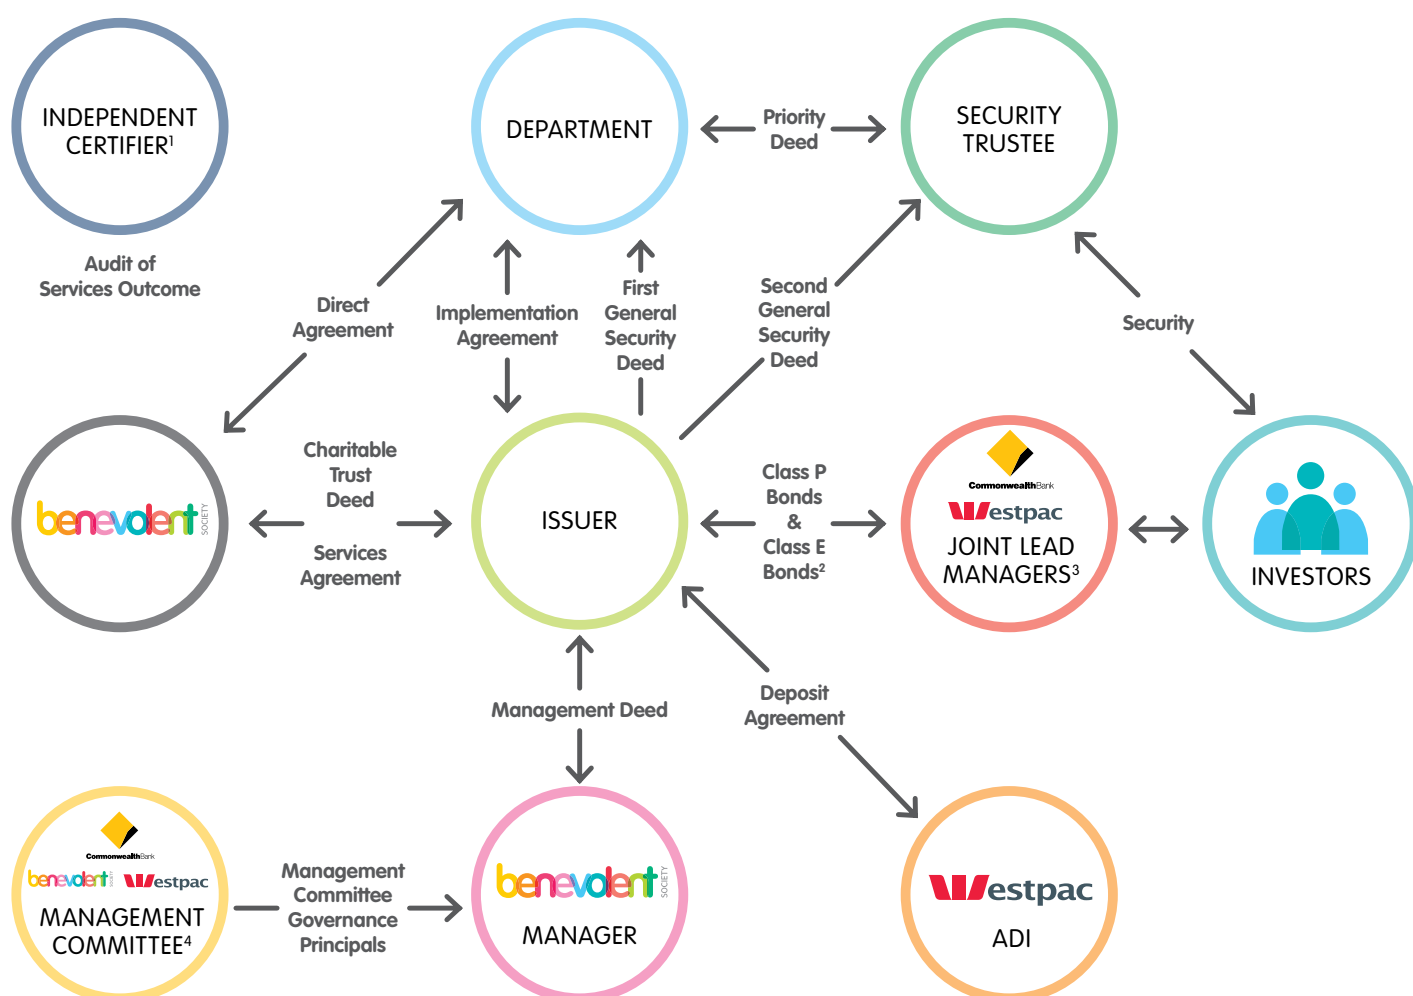 INDEPENDENT
CERTIFIER¹
Audit of
Services Outcome
DEPARTMENT
Priority
Deed
SECURITY
TRUSTEE
Direct
Agreement
Implementation
Agreement
First
General
Security
Deed
Second
General
Security
Deed
Security
benevolent
SOCIETY
Charitable
Trust
Deed
Services
Agreement
ISSUER
Class P
Bonds
&
Class E
Bonds²
CommonwealthBank
Westpac
JOINT LEAD
MANAGERS³
INVESTORS
Management Deed
Deposit
Agreement
CommonwealthBank
benevolent
SOCIETY
Westpac
MANAGEMENT
COMMITTEE⁴
Management
Committee
Governance
Principals
benevolent
SOCIETY
MANAGER
Westpac
ADI